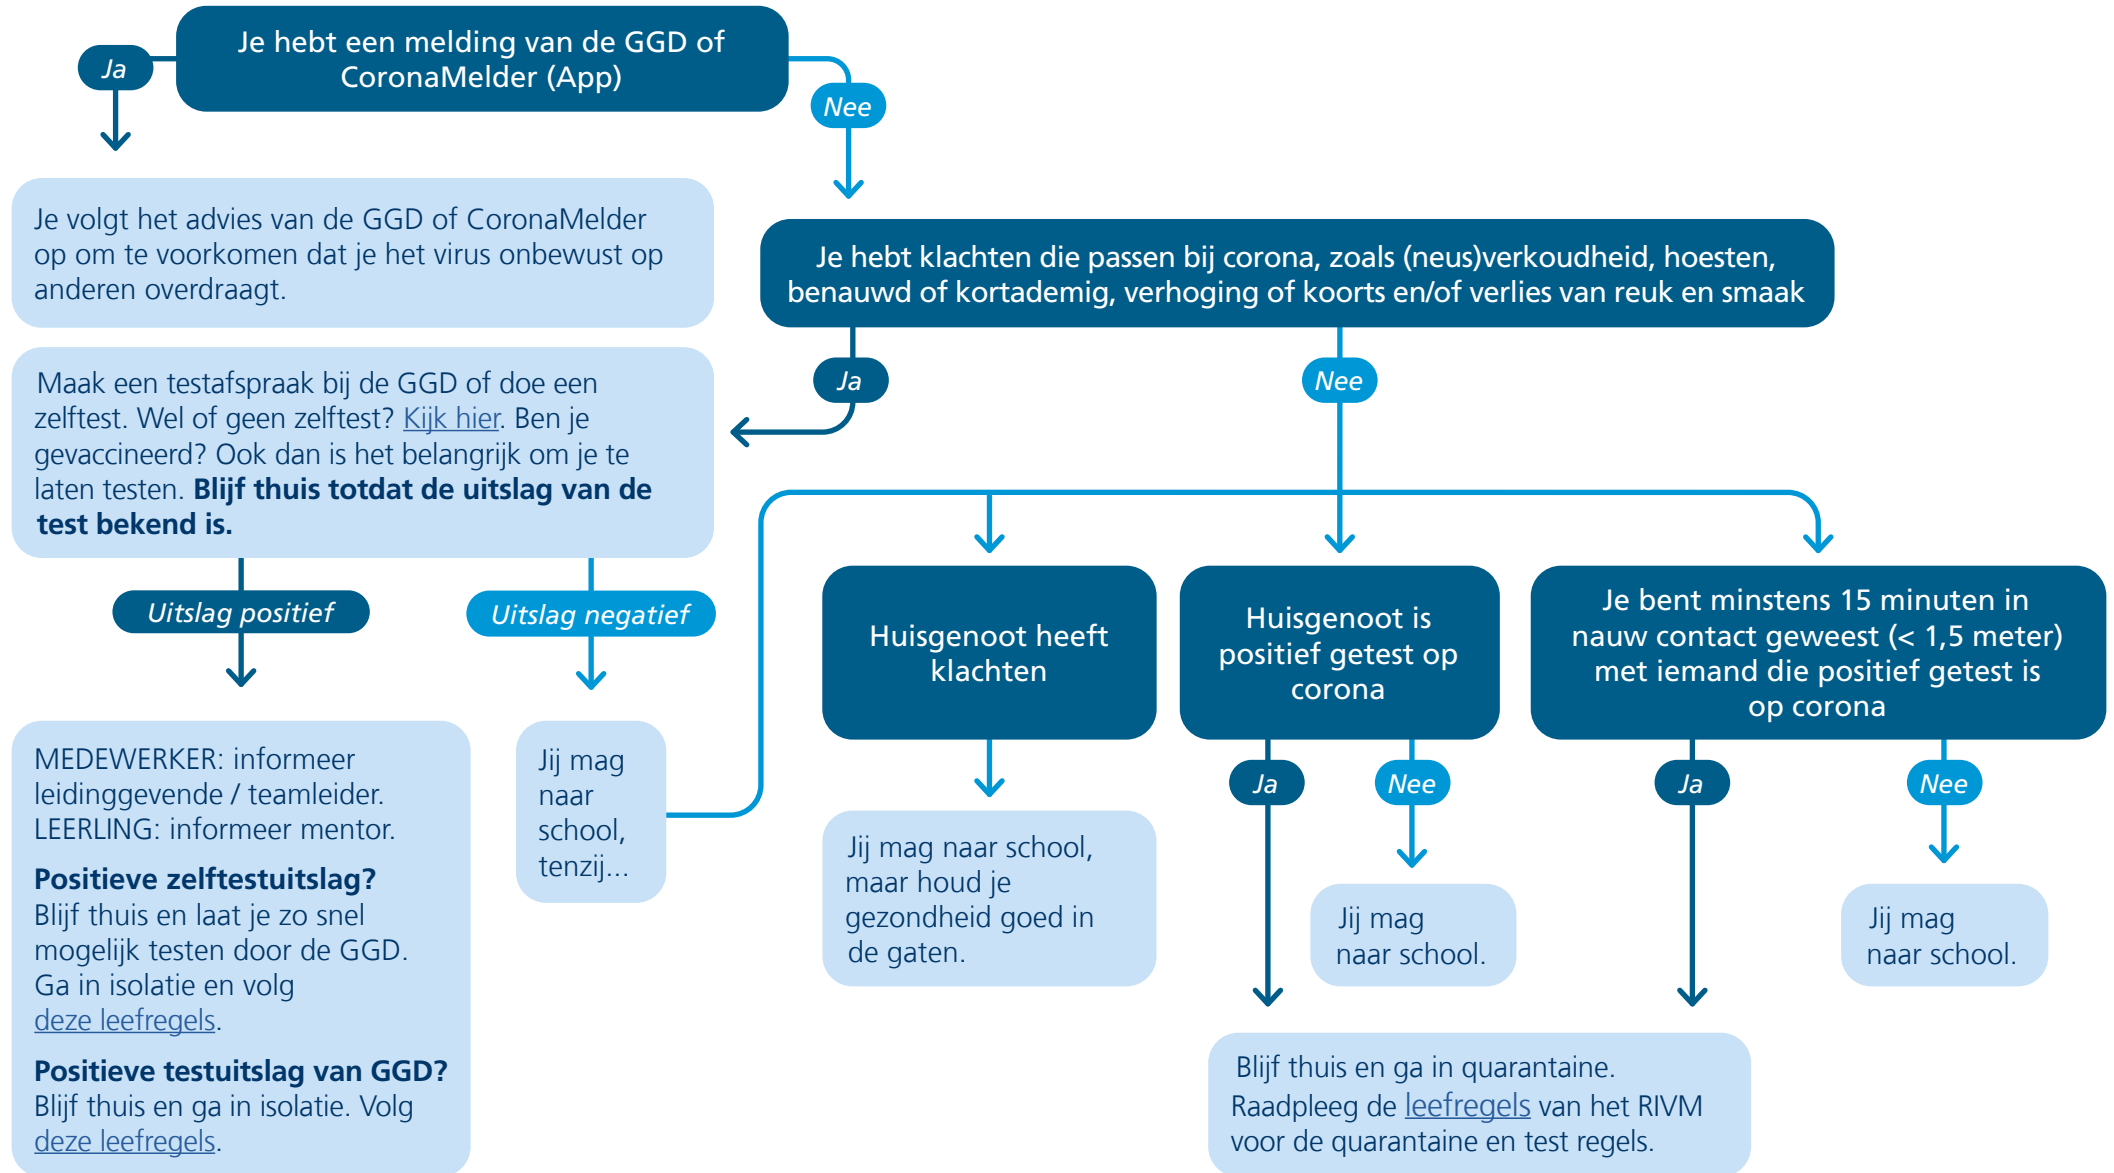 Je hebt een melding van de GGD of
CoronaMelder (App)
Ja
Nee
Je volgt het advies van de GGD of CoronaMelder
op om te voorkomen dat je het virus onbewust op
anderen overdraagt.
Je hebt klachten die passen bij corona, zoals (neus)verkoudheid, hoesten,
benauwd of kortademig, verhoging of koorts en/of verlies van reuk en smaak
Ja
Nee
Maak een testafspraak bij de GGD of doe een
zelftest. Wel of geen zelftest? Kijk hier. Ben je
gevaccineerd? Ook dan is het belangrijk om je te
laten testen. Blijf thuis totdat de uitslag van de
test bekend is.
Uitslag positief
Uitslag negatief
MEDEWERKER: informeer
leidinggevende / teamleider.
LEERLING: informeer mentor.
Positieve zelftestuitslag?
Blijf thuis en laat je zo snel
mogelijk testen door de GGD.
Ga in isolatie en volg
deze leefregels.
Positieve testuitslag van GGD?
Blijf thuis en ga in isolatie. Volg
deze leefregels.
Jij mag
naar
school,
tenzij...
Huisgenoot heeft
klachten
Jij mag naar school,
maar houd je
gezondheid goed in
de gaten.
Huisgenoot is
positief getest op
corona
Ja
Nee
Jij mag
naar school.
Je bent minstens 15 minuten in
nauw contact geweest (< 1,5 meter)
met iemand die positief getest is
op corona
Ja
Nee
Jij mag
naar school.
Blijf thuis en ga in quarantaine.
Raadpleeg de leefregels van het RIVM
voor de quarantaine en test regels.